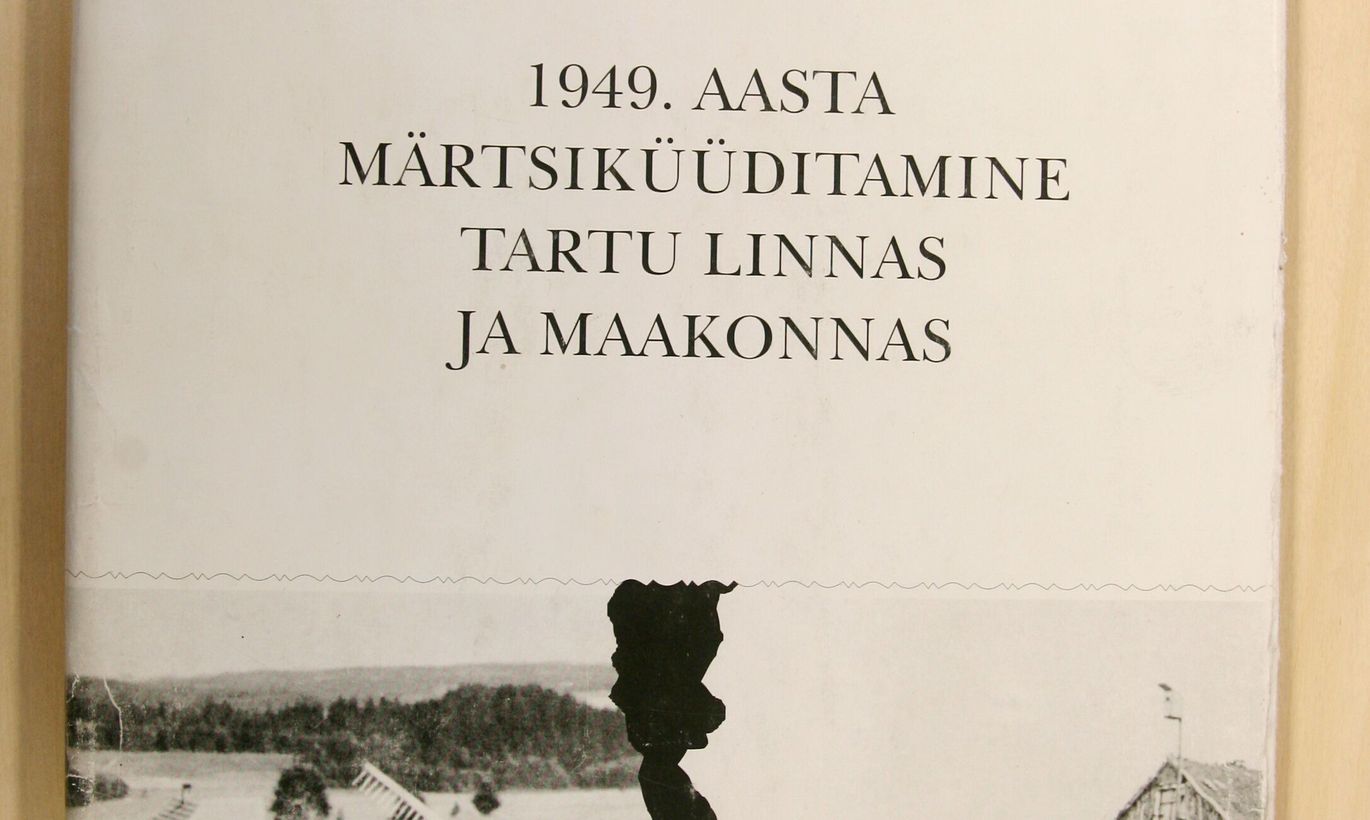 1949. AASTA
MÄRTSIKÜÜDITAMINE
TARTU LINNAS
JA MAAKONNAS